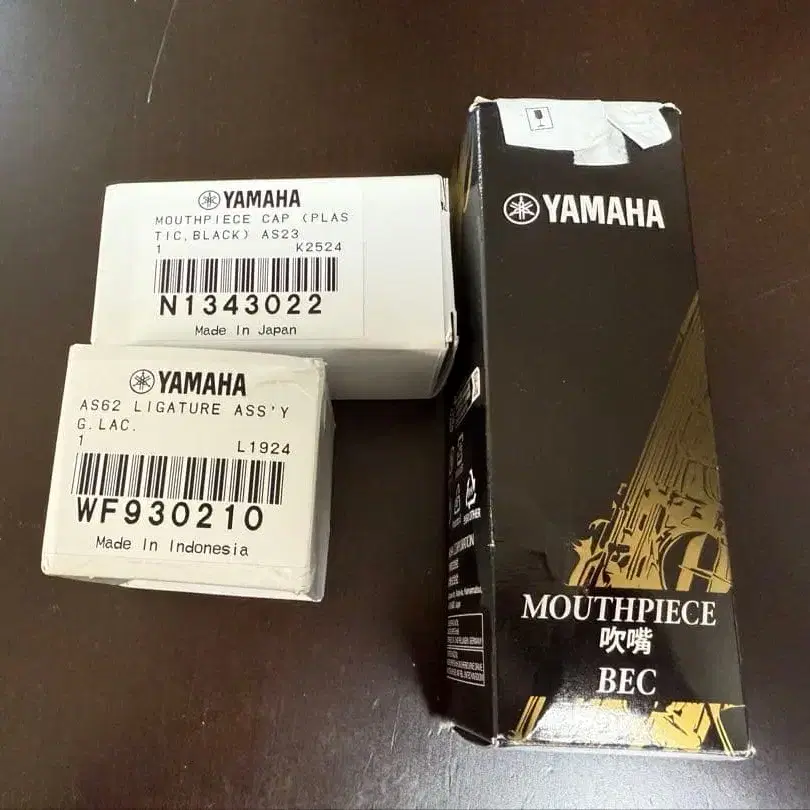 YAMAHA
MOUTHPIECE CAP (PLAS
TIC,BLACK) AS23
1 K2524
N1343022
Made In Japan
YAMAHA
AS62 LIGATURE ASS'Y
G.LAC.
1 L1924
WF930210
Made In Indonesia
YAMAHA
MOUTHPIECE
吹嘴
BEC